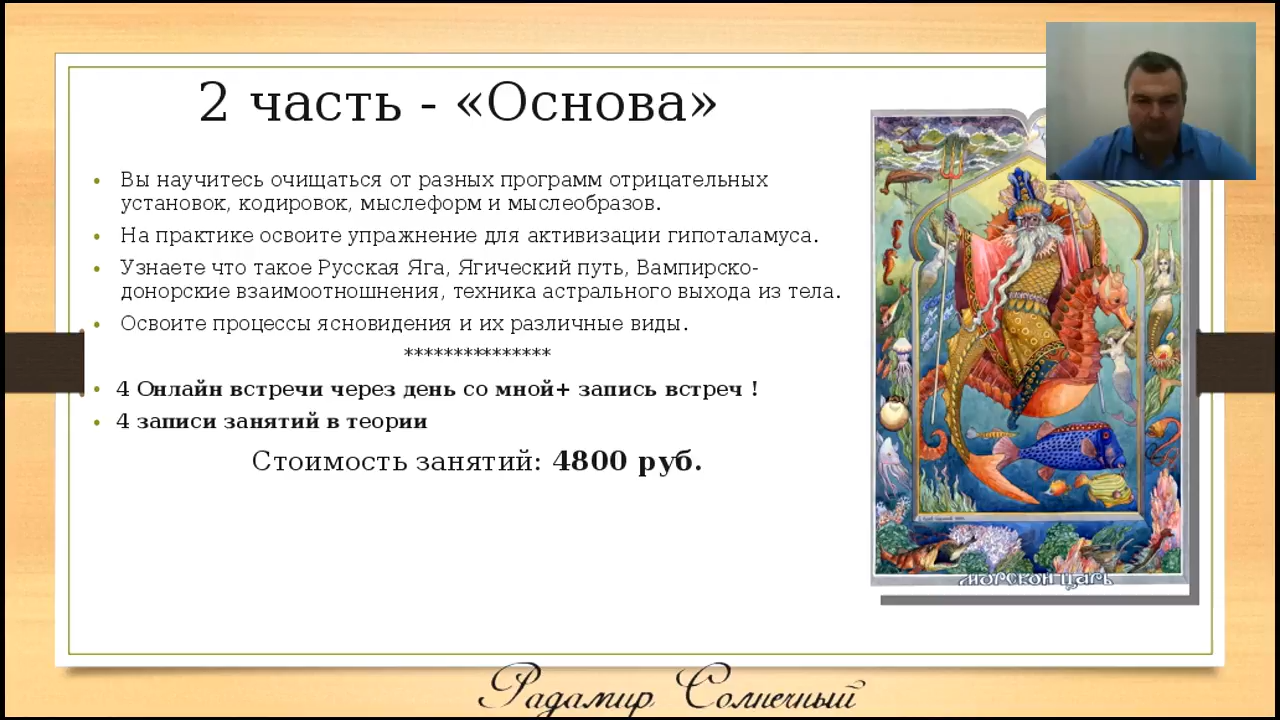 2 часть - «Основа»
• Вы научитесь очищаться от разных программ отрицательных
установок, кодировок, мыслеформ и мыслеобразов.
• На практике освоите упражнение для активизации гипоталамуса.
• Узнаете что такое Русская Яга, Ягический путь, Вампирско-
донорские взаимоотношнения, техника астрального выхода из тела.
• Освоите процессы ясновидения и их различные виды.
***************
• 4 Онлайн встречи через день со мной+ запись встреч !
• 4 записи занятий в теории
Стоимость занятий: 4800 руб.
МОРСКОЙ ЦАРЬ
Радамир Солнечный